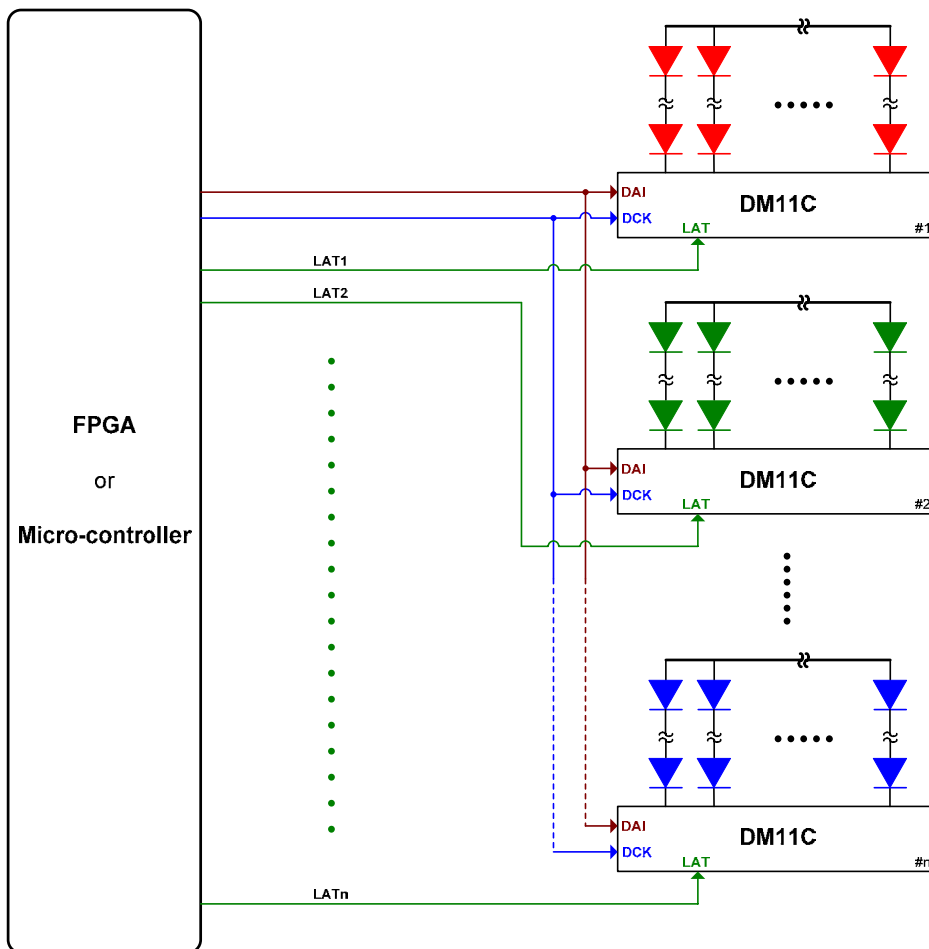 FPGA
or
Micro-controller
DAI
DCK
DM11C
LAT
#1
LAT1
LAT2
DAI
DCK
DM11C
LAT
#2
DAI
DCK
DM11C
LAT
#n
LATn